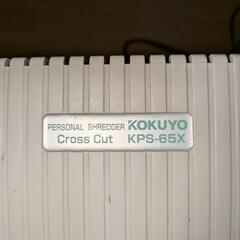 PERSONAL SHREDDER KOKUYO
Cross Cut KPS-65X